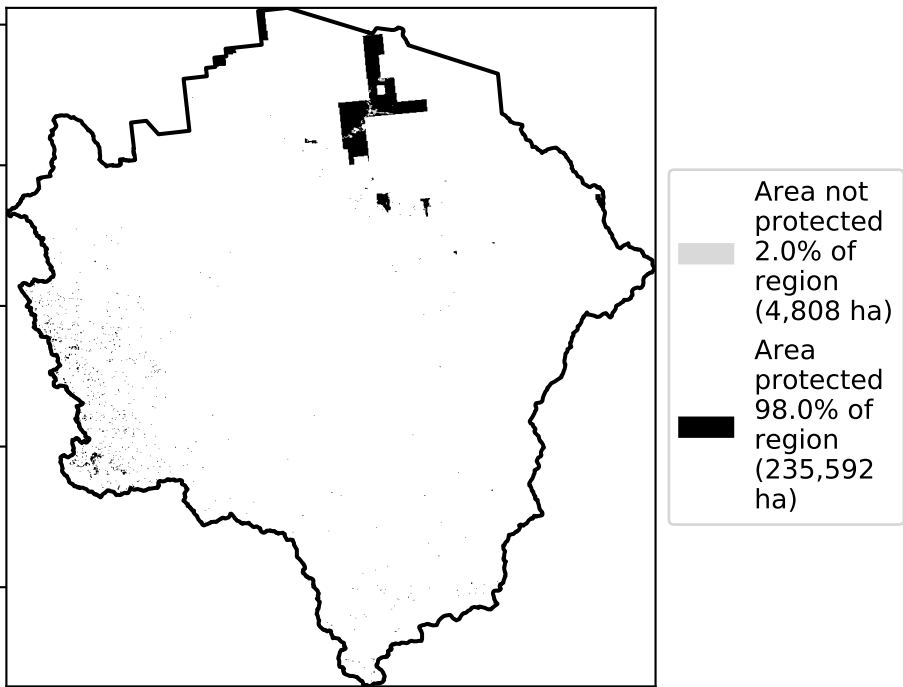 Area not
protected
2.0% of
region
(4,808 ha)
Area
protected
98.0% of
region
(235,592
ha)